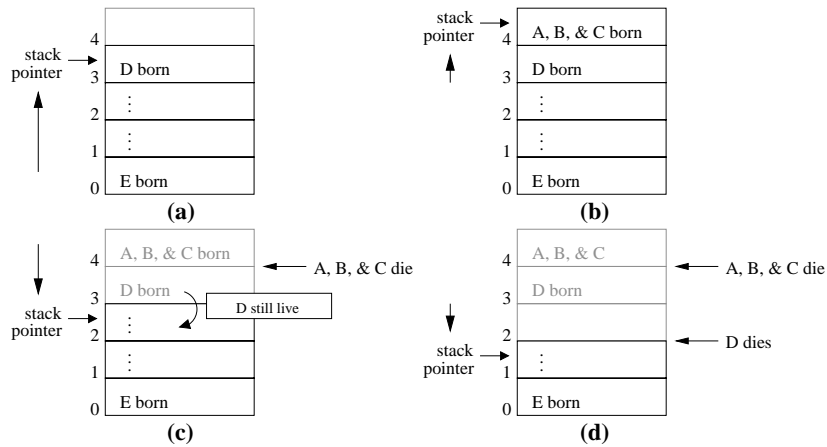 4
stack
pointer
D born
3
⋮
2
⋮
1
E born
0
(a)
stack
pointer
A, B, & C born
4
D born
3
⋮
2
⋮
1
E born
0
(b)
A, B, & C born
4
A, B, & C die
D born
stack
pointer
3
D still live
⋮
2
⋮
1
E born
0
(c)
A, B, & C
4
A, B, & C die
D born
3
2
D dies
stack
pointer
⋮
1
E born
0
(d)